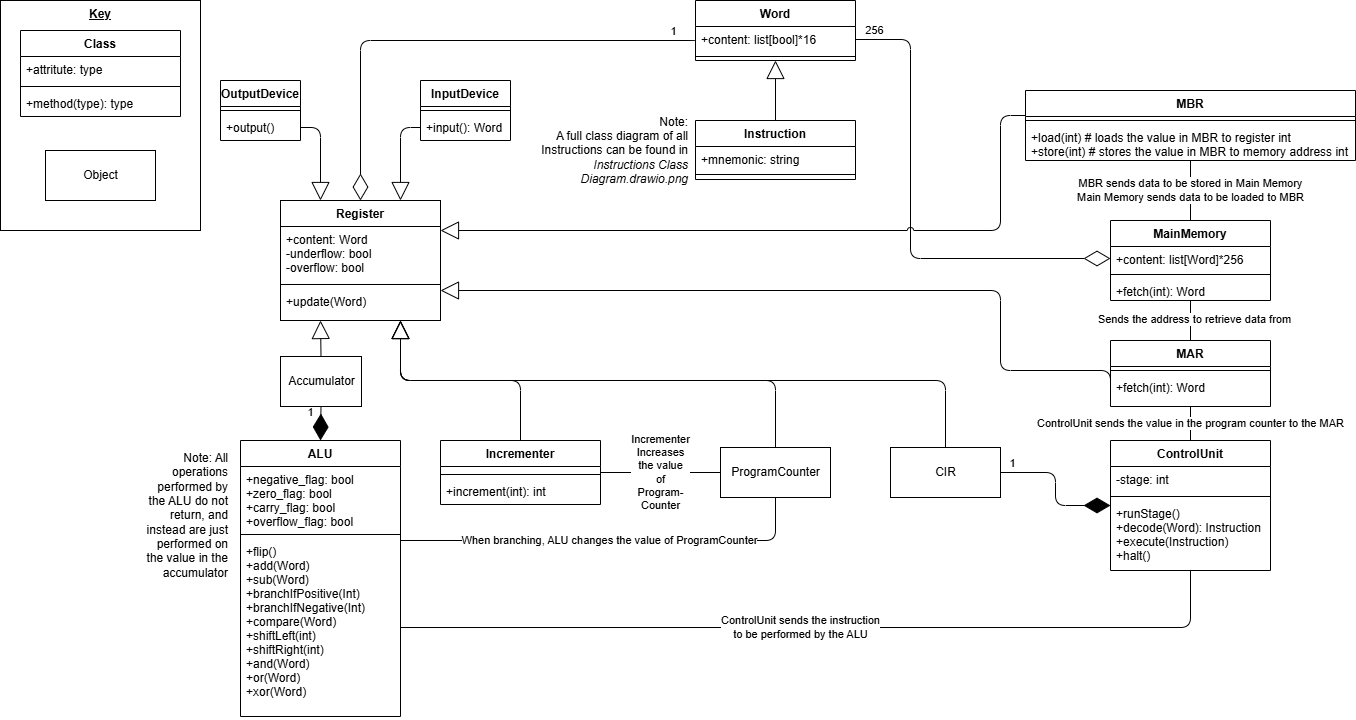 Key
Class
+attritute: type
+method(type): type
Object
Word
+content: list[bool]*16
1
256
OutputDevice
+output()
InputDevice
+input(): Word
Note:
A full class diagram of all
Instructions can be found in
Instructions Class
Diagram.drawio.png
Instruction
+mnemonic: string
MBR
+load(int) # loads the value in MBR to register int
+store(int) # stores the value in MBR to memory address int
MBR sends data to be stored in Main Memory
Main Memory sends data to be loaded to MBR
Register
+content: Word
-underflow: bool
-overflow: bool
+update(Word)
MainMemory
+content: list[Word]*256
+fetch(int): Word
Sends the address to retrieve data from
MAR
+fetch(int): Word
ControlUnit sends the value in the program counter to the MAR
Accumulator
1
Note: All
operations
performed by
the ALU do not
return, and
instead are just
performed on
the value in the
accumulator
ALU
+negative_flag: bool
+zero_flag: bool
+carry_flag: bool
+overflow_flag: bool
+flip()
+add(Word)
+sub(Word)
+branchIfPositive(Int)
+branchIfNegative(Int)
+compare(Word)
+shiftLeft(int)
+shiftRight(int)
+and(Word)
+or(Word)
+xor(Word)
Incrementer
+increment(int): int
Incrementer
Increases
the value
of
Program-
Counter
ProgramCounter
CIR
1
ControlUnit
-stage: int
+runStage()
+decode(Word): Instruction
+execute(Instruction)
+halt()
When branching, ALU changes the value of ProgramCounter
ControlUnit sends the instruction
to be performed by the ALU